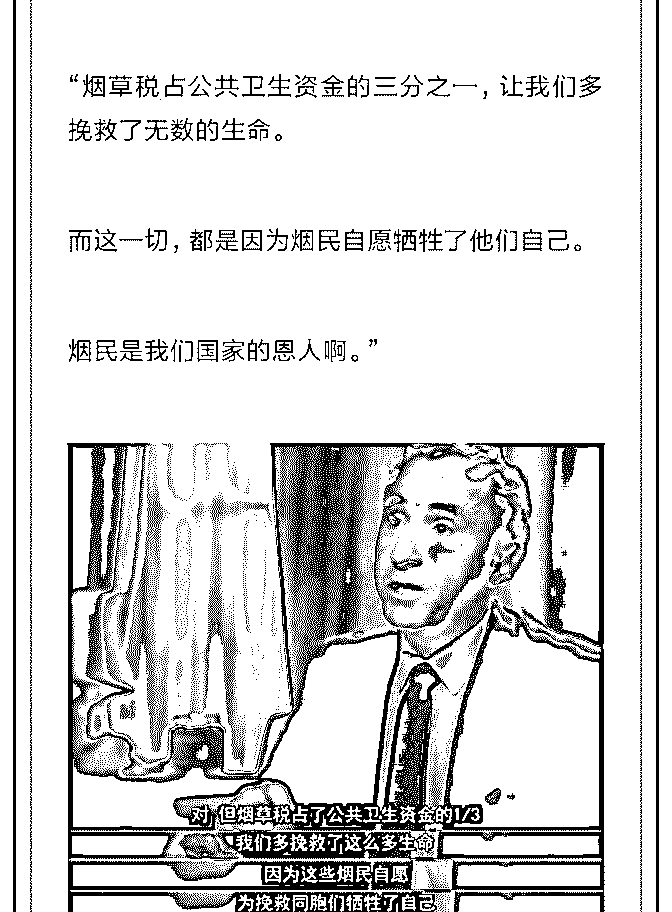 “烟草税占公共卫生资金的三分之一，让我们多
挽救了无数的生命。
而这一切，都是因为烟民自愿牺牲了他们自己。
烟民是我们国家的恩人啊。”
对 但烟草税占了公共卫生资金的1/3
我们多挽救了这么多生命
因为这些烟民自愿
为挽救同胞们牺牲了自己